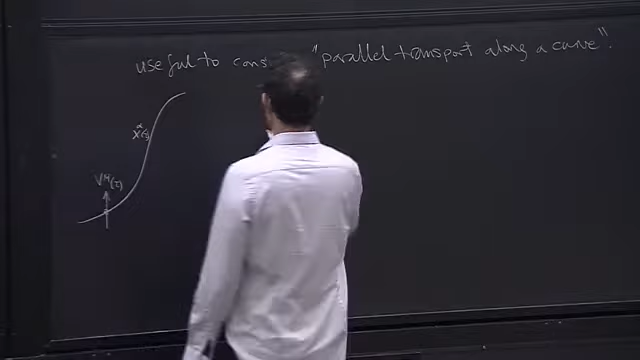 useful to cons "parallel transport along a curve".
V^μ(τ)